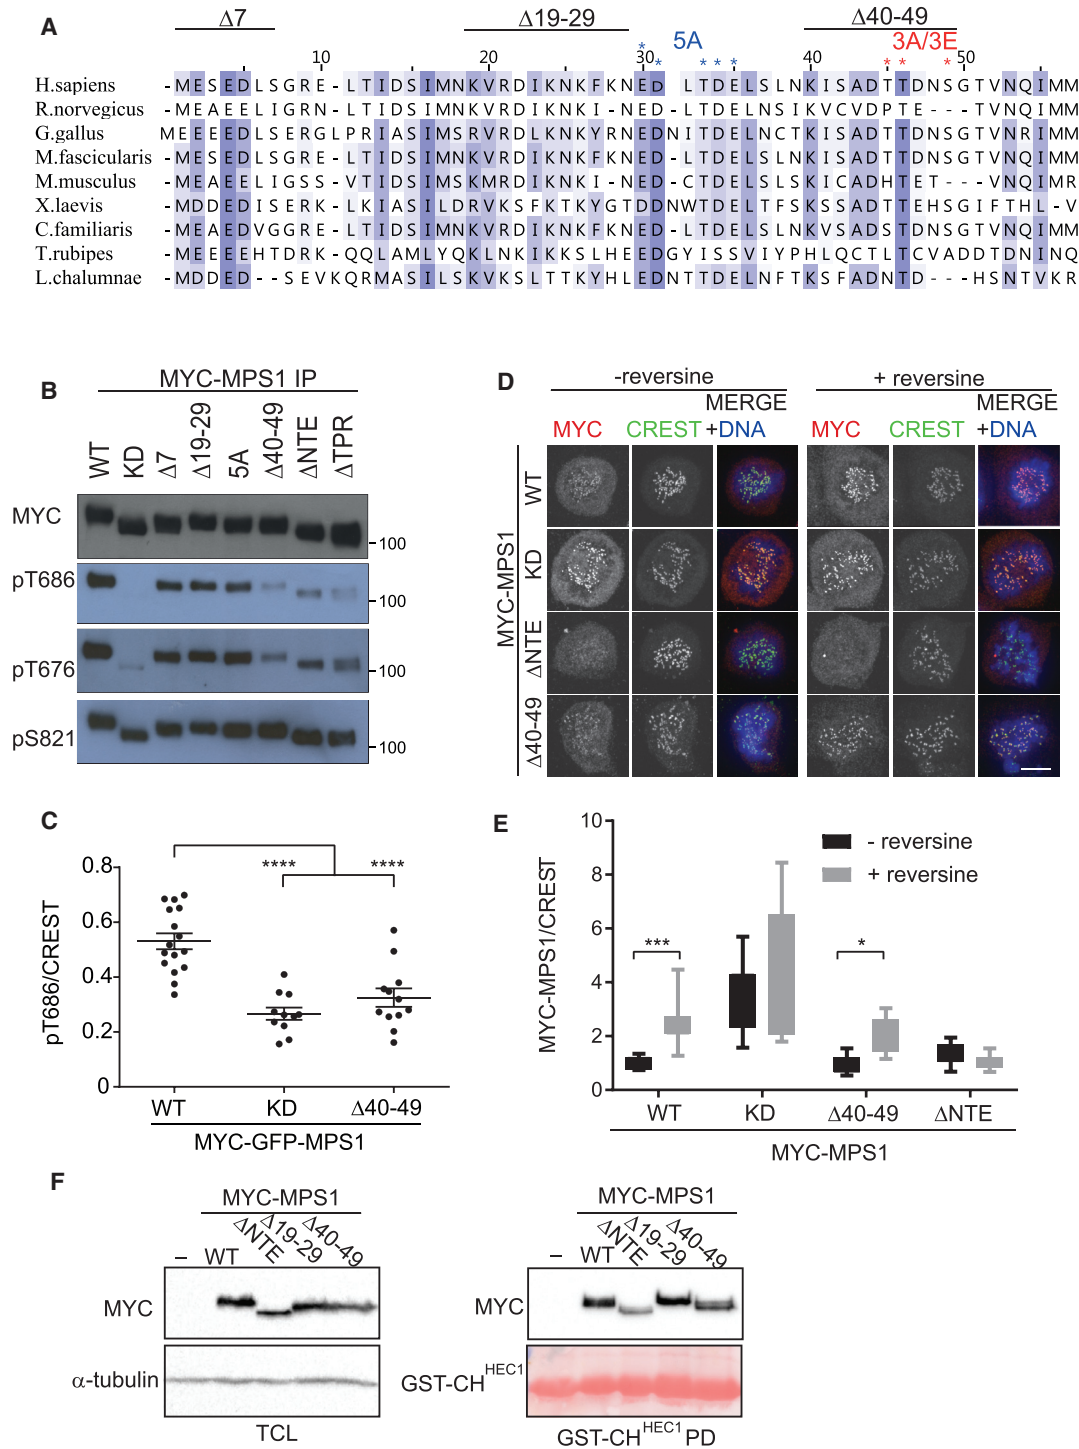 A
Δ7 Δ19-29 Δ40-49
5A 3A/3E
10 20 30 40 50
H.sapiens -MESEDLSGRE-LTIDSIMNKVRDIKNKFKNED-LTDELSLNKISADTTDNSGTVNQIMM
R.norvegicus -MEAEELIGRN-LTIDSIMNKVRDIKNKFKNED-LTDELNSIKVCVDPTE---TVNQIMM
G.gallus MEEEEDLSERGLPRIASIMSRVRDLKNKYRNEDNITDELNCTKISADTTDNSGTVNRIMM
M.fascicularis -MESEDLSGRE-LTIDSIMNKVRDIKNKFKNED-LTDELSLNKISADTTDNSGTVNQIMM
M.musculus -MEAEELIGSS-VTIDSIMSKMRDIKNKI-NED-CTDELSLSKICADHTET---VNQIMR
X.laevis -MDDEDISERK-LKIASILDRVKSFKTKYGTDDNWTDELTFSKSSADTTEHSGIFTHL-V
C.familiaris -MEAEDVGGRE-LTIDSIMNKVRDIKNKFKNED-LTDELSLNKVSADSTDNSGTVNQIMM
T.rubipes -MEEEEHTDRK-QQLAMLYQKLNKIKKSLHEEDGYISSVIYPHLQCTLTCVADDTDNINQ
L.chalumnae -MDDED--SEVKQRMASILSKVKSLTTKYHLEDNTTDELNFTKSFADNTD---HSNTVKR
B
MYC-MPS1 IP
WT KD Δ7 Δ19-29 5A Δ40-49 ΔNTE ΔTPR
MYC
100
pT686
100
pT676
100
pS821
100
D
-reversine + reversine
MYC CREST MERGE +DNA MYC CREST MERGE +DNA
MYC-MPS1
WT
KD
ΔNTE
Δ40-49
C
pT686/CREST
0.8
0.6
0.4
0.2
0
**** ****
WT KD Δ40-49
MYC-GFP-MPS1
E
MYC-MPS1/CREST
10
8
6
4
2
0
- reversine
+ reversine
*** *
WT KD Δ40-49 ΔNTE
MYC-MPS1
F
MYC-MPS1
– WT ΔNTE Δ19-29 Δ40-49
MYC
α-tubulin
TCL
MYC-MPS1
– WT ΔNTE Δ19-29 Δ40-49
MYC
GST-CH HEC1
GST-CH HEC1 PD